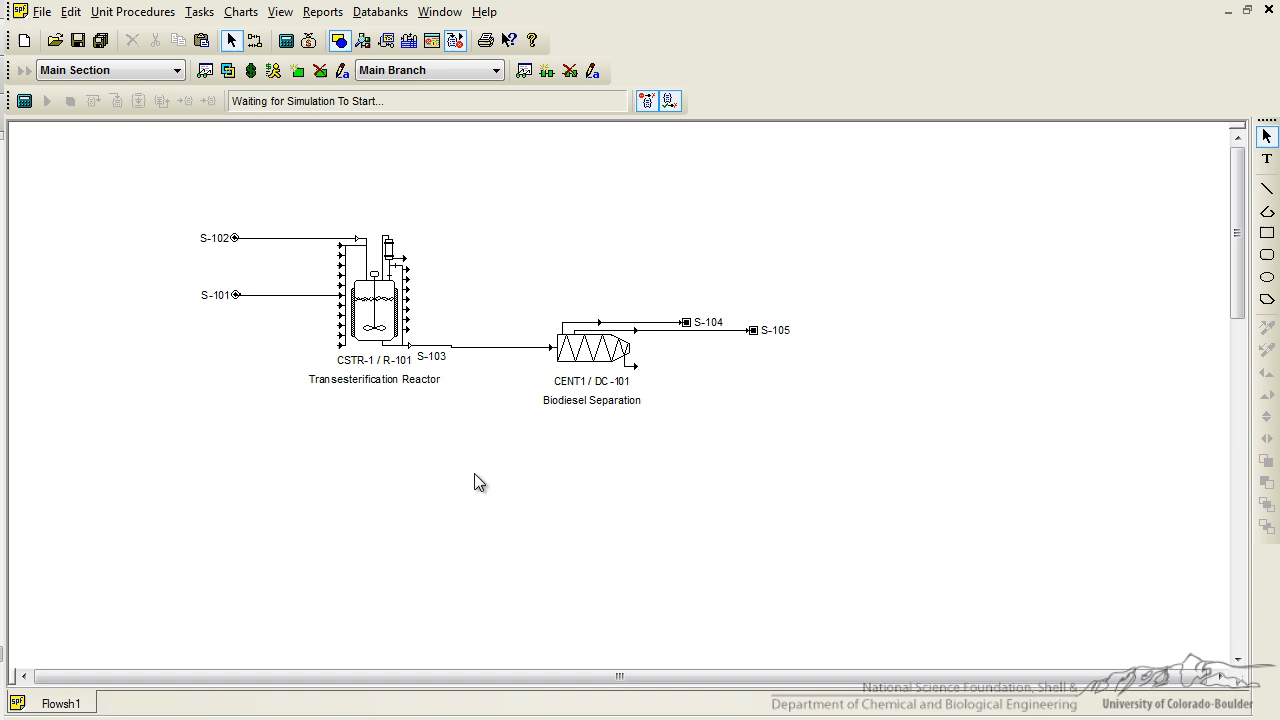 File Edit Unit Procedures Tasks Charts View Reports Databanks Window Help
Main Section Main Branch
Waiting for Simulation To Start...
S-102
S-101
S-104
S-105
CSTR-1 / R-101 S-103
Transesterification Reactor
CENT1 / DC-101
Biodiesel Separation
National Science Foundation, Shell &
Department of Chemical and Biological Engineering
University of Colorado-Boulder
Flowsh1
T